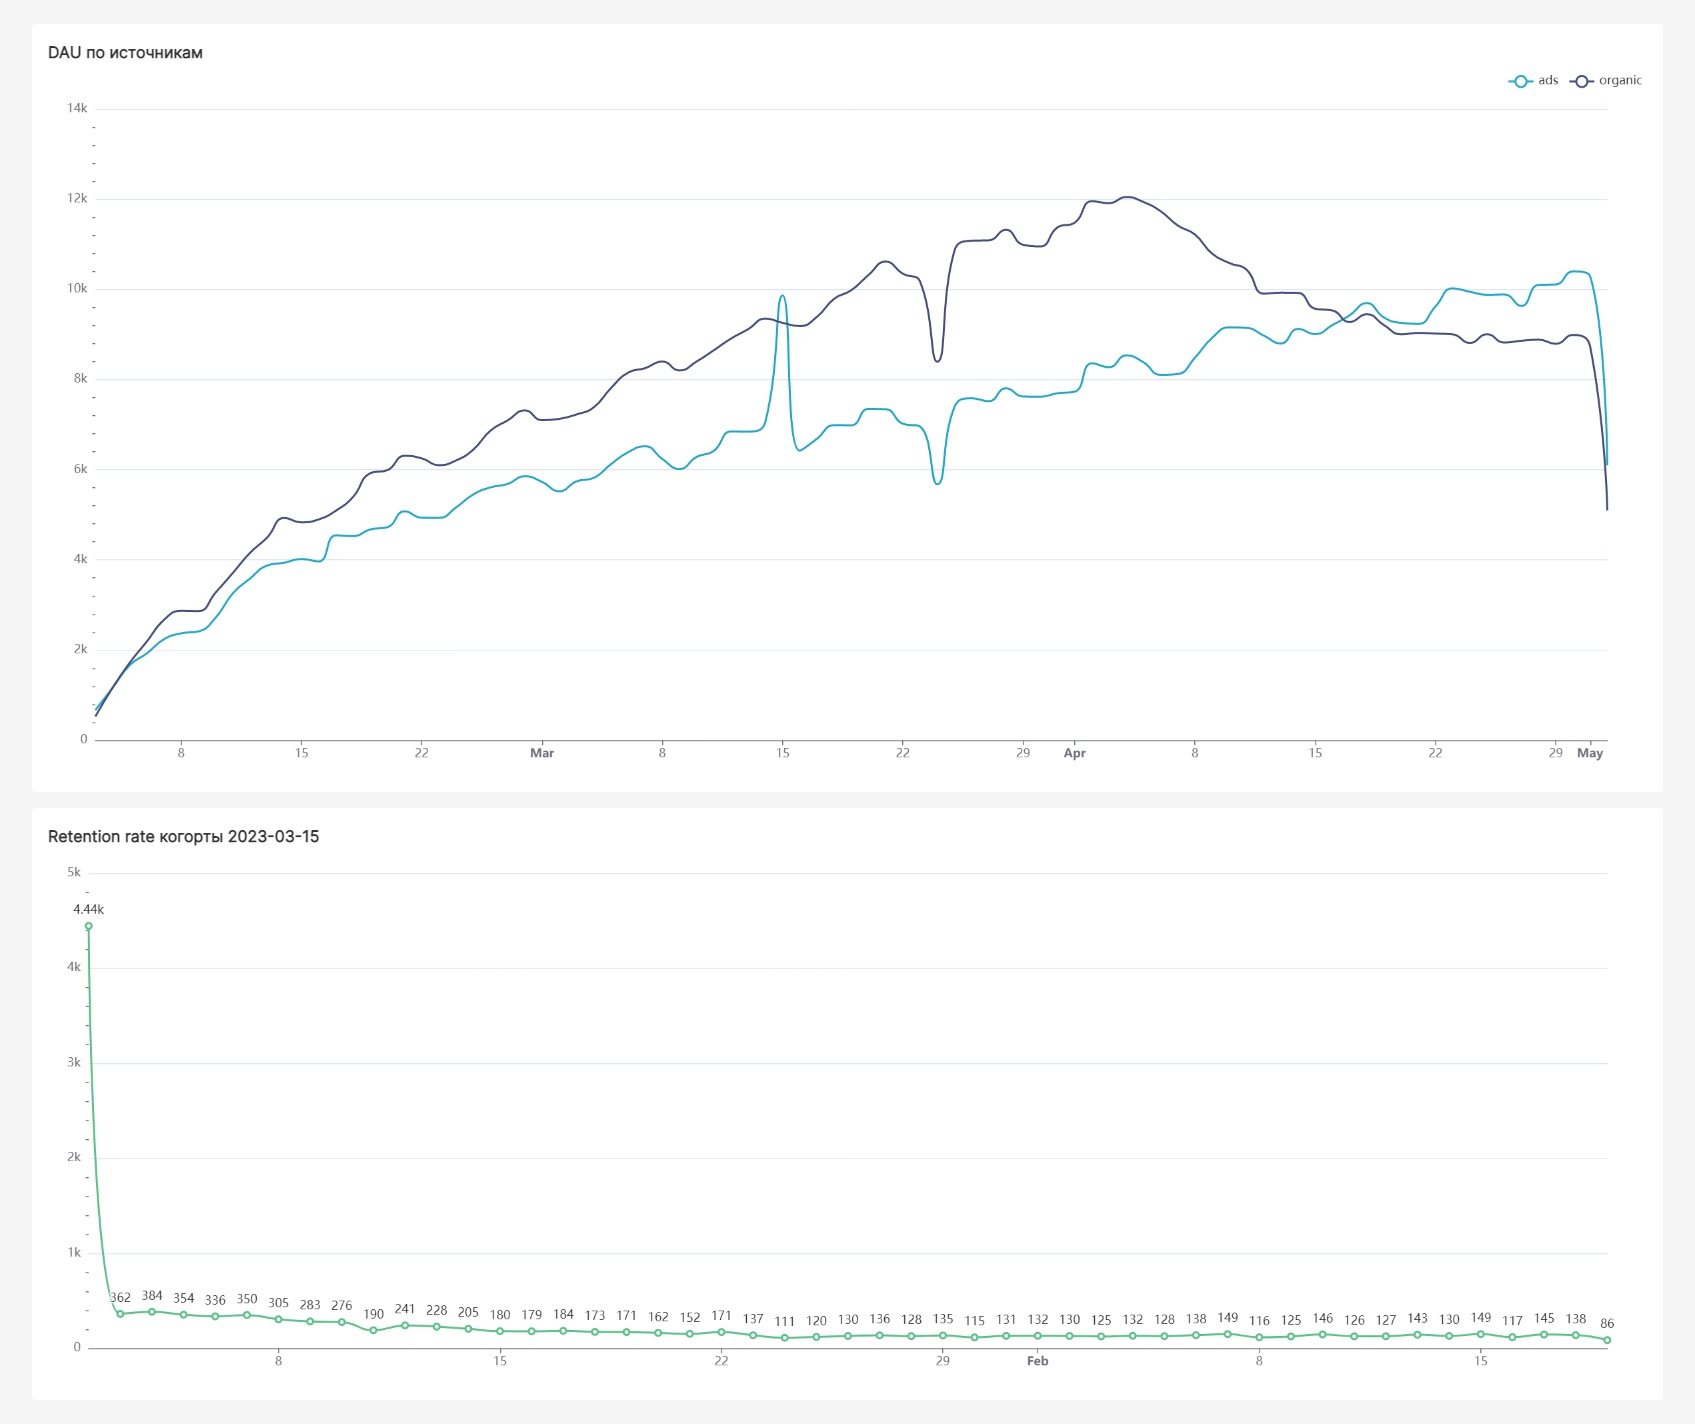 DAU по источникам
ads organic
14k
12k
10k
8k
6k
4k
2k
0
8 15 22 Mar 8 15 22 29 Apr 8 15 22 29 May
Retention rate когорты 2023-03-15
5k
4.44k
4k
3k
2k
1k
362 384 354 336 350 305 283 276 190 241 228 205 180 179 184 173 171 162 152 171 137 111 120 130 136 128 135 115 131 132 130 125 132 128 138 149 116 125 146 126 127 143 130 149 117 145 138 86
0
8 15 22 29 Feb 8 15